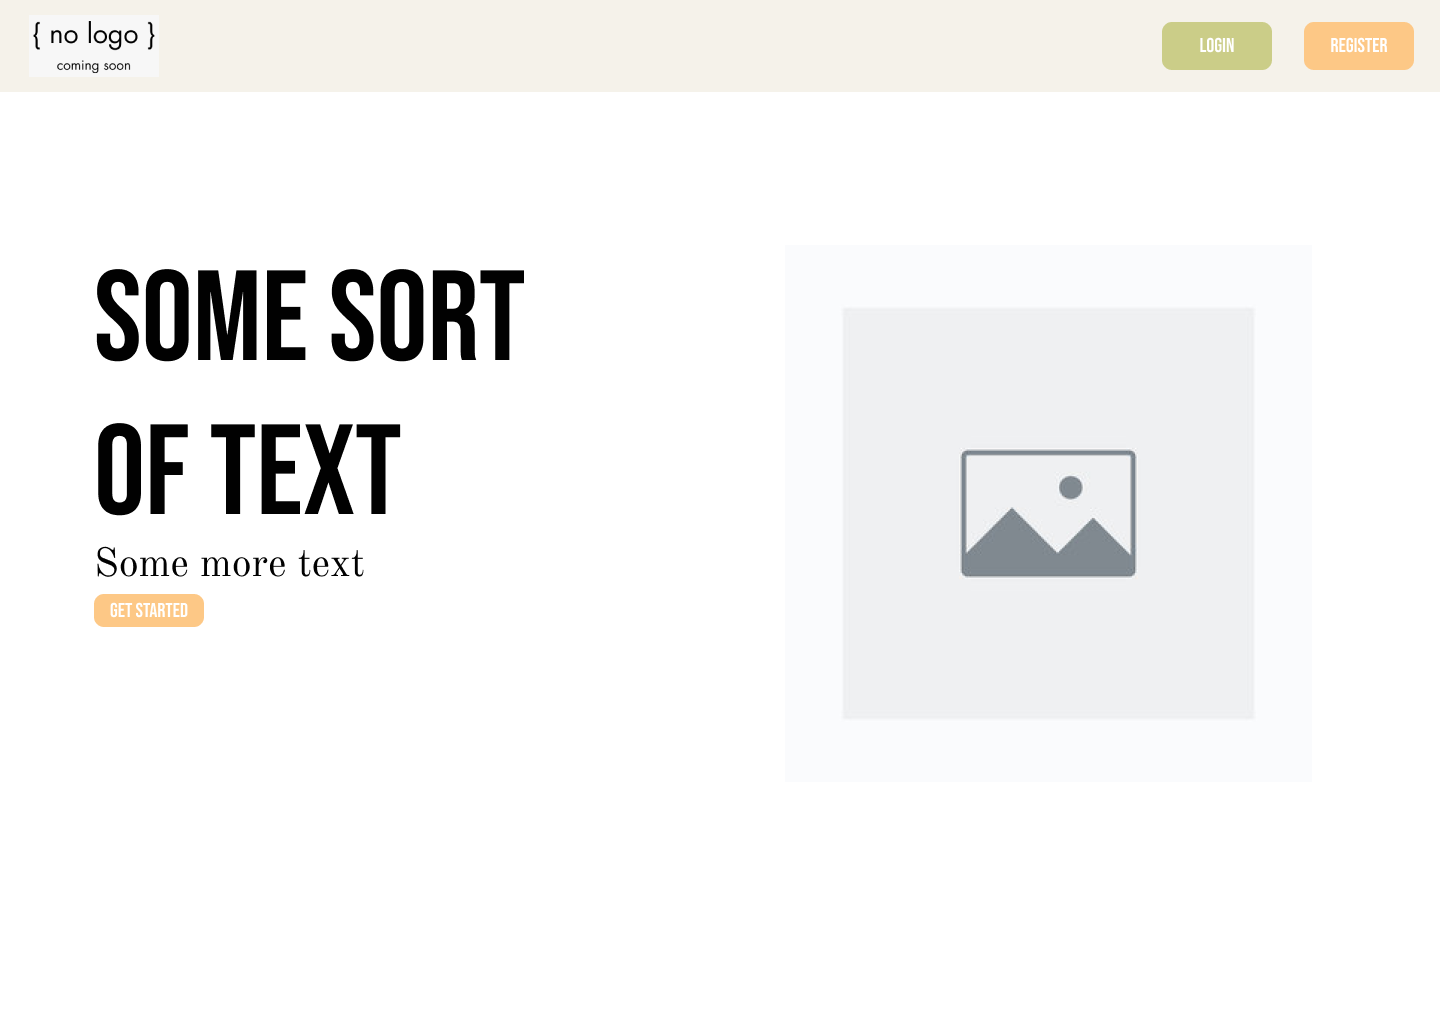 { no logo }
coming soon
LOGIN
REGISTER
SOME SORT
OF TEXT
Some more text
GET STARTED